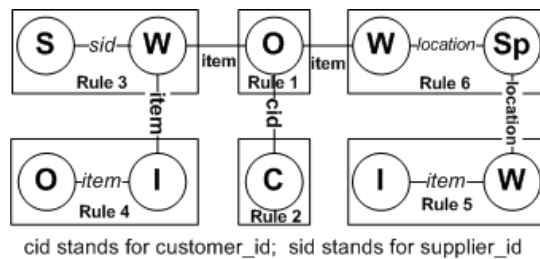 S sid W item O item W location Sp
Rule 3 Rule 1 Rule 6
item cid location
O item I C I item W
Rule 4 Rule 2 Rule 5
cid stands for customer_id; sid stands for supplier_id